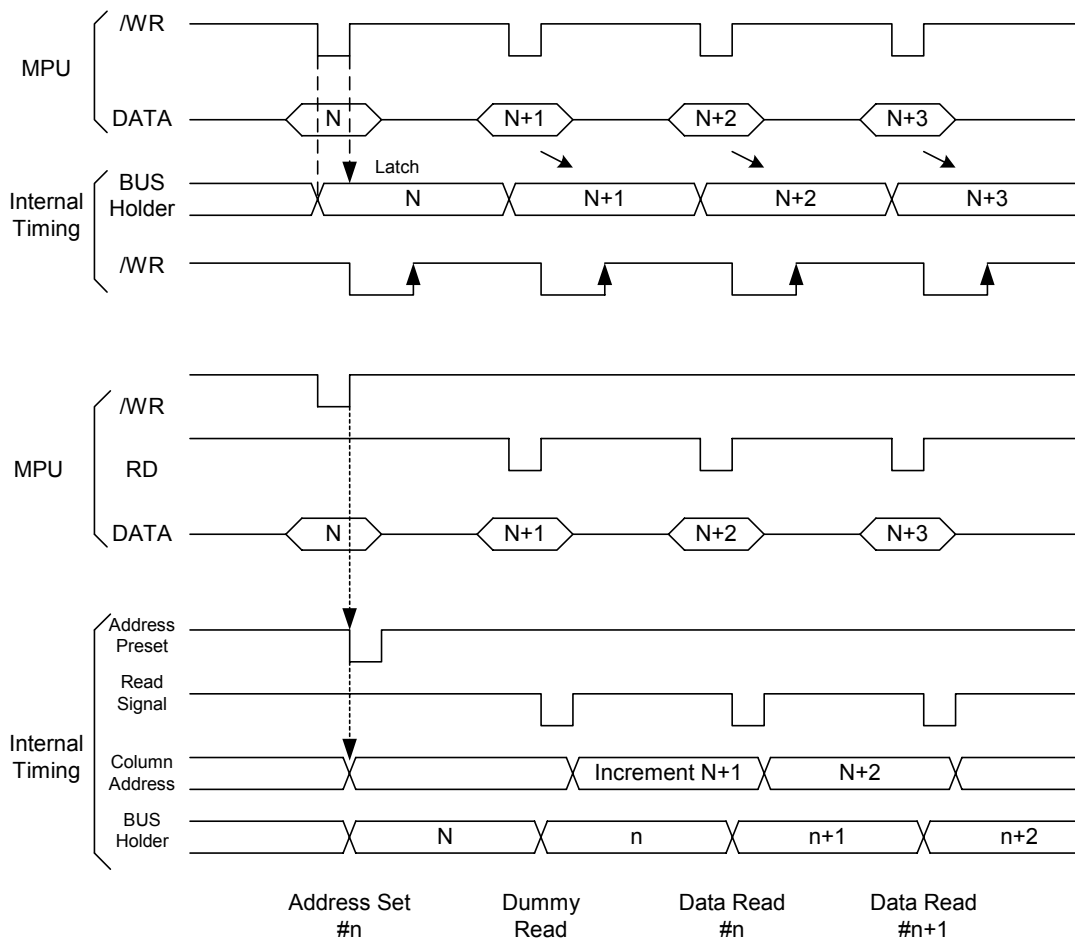 /WR
MPU
DATA
N
N+1
N+2
N+3
Latch
Internal
Timing
BUS
Holder
N
N+1
N+2
N+3
/WR
MPU
/WR
RD
DATA
N
N+1
N+2
N+3
Internal
Timing
Address
Preset
Read
Signal
Column
Address
Increment N+1
N+2
BUS
Holder
N
n
n+1
n+2
Address Set
#n
Dummy
Read
Data Read
#n
Data Read
#n+1